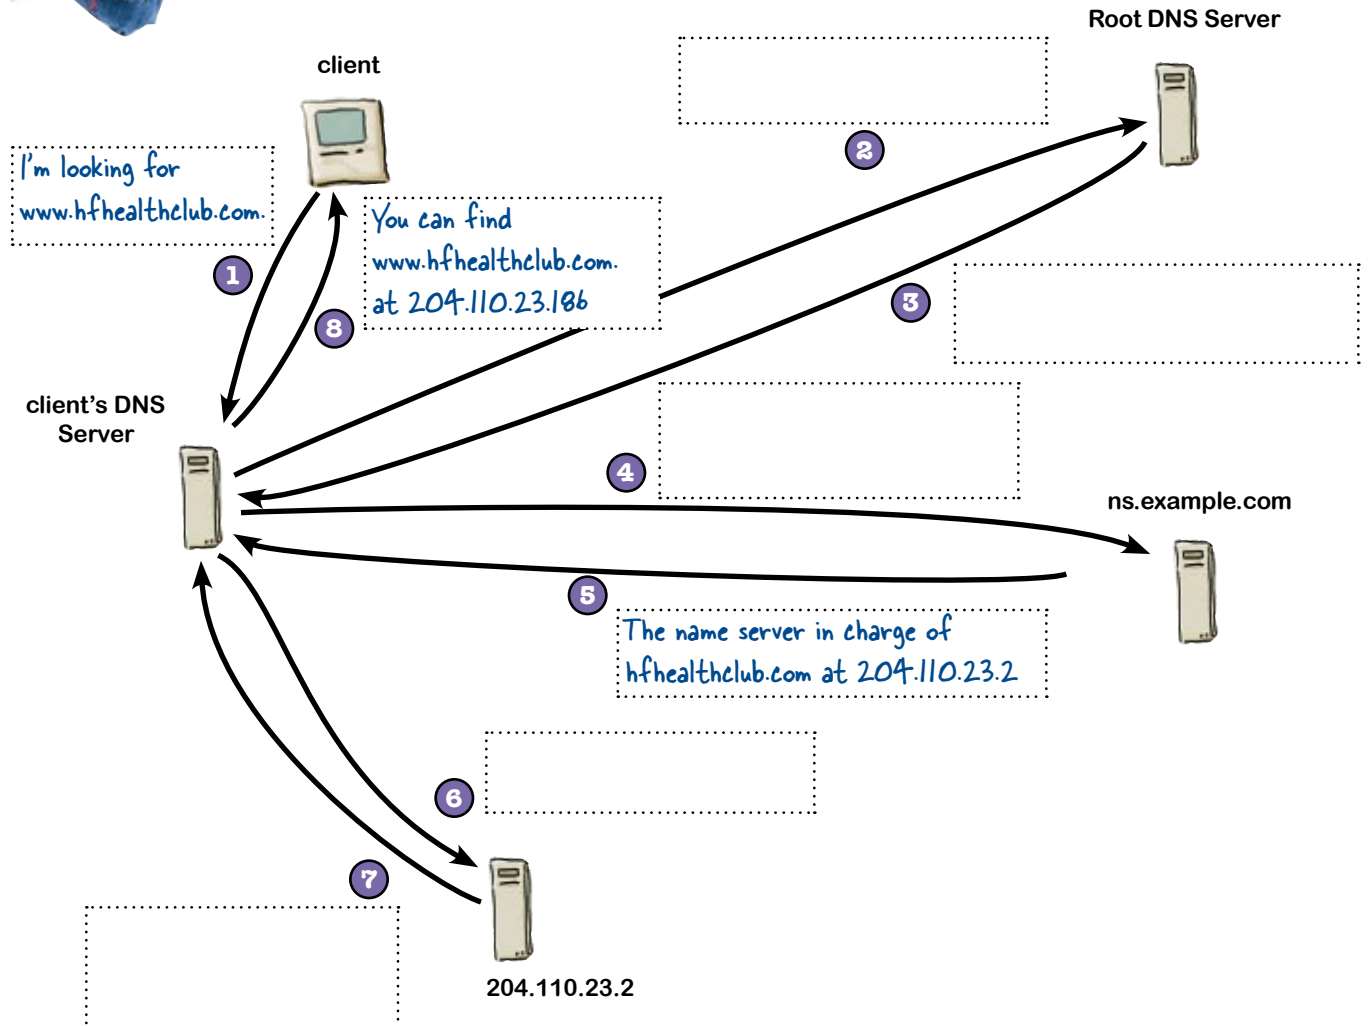 Root DNS Server
client
2
I'm looking for
www.hfhealthclub.com.
You can find
www.hfhealthclub.com.
at 204.110.23.186
1
3
8
client's DNS
Server
4
ns.example.com
5
The name server in charge of
hfhealthclub.com at 204.110.23.2
6
7
204.110.23.2